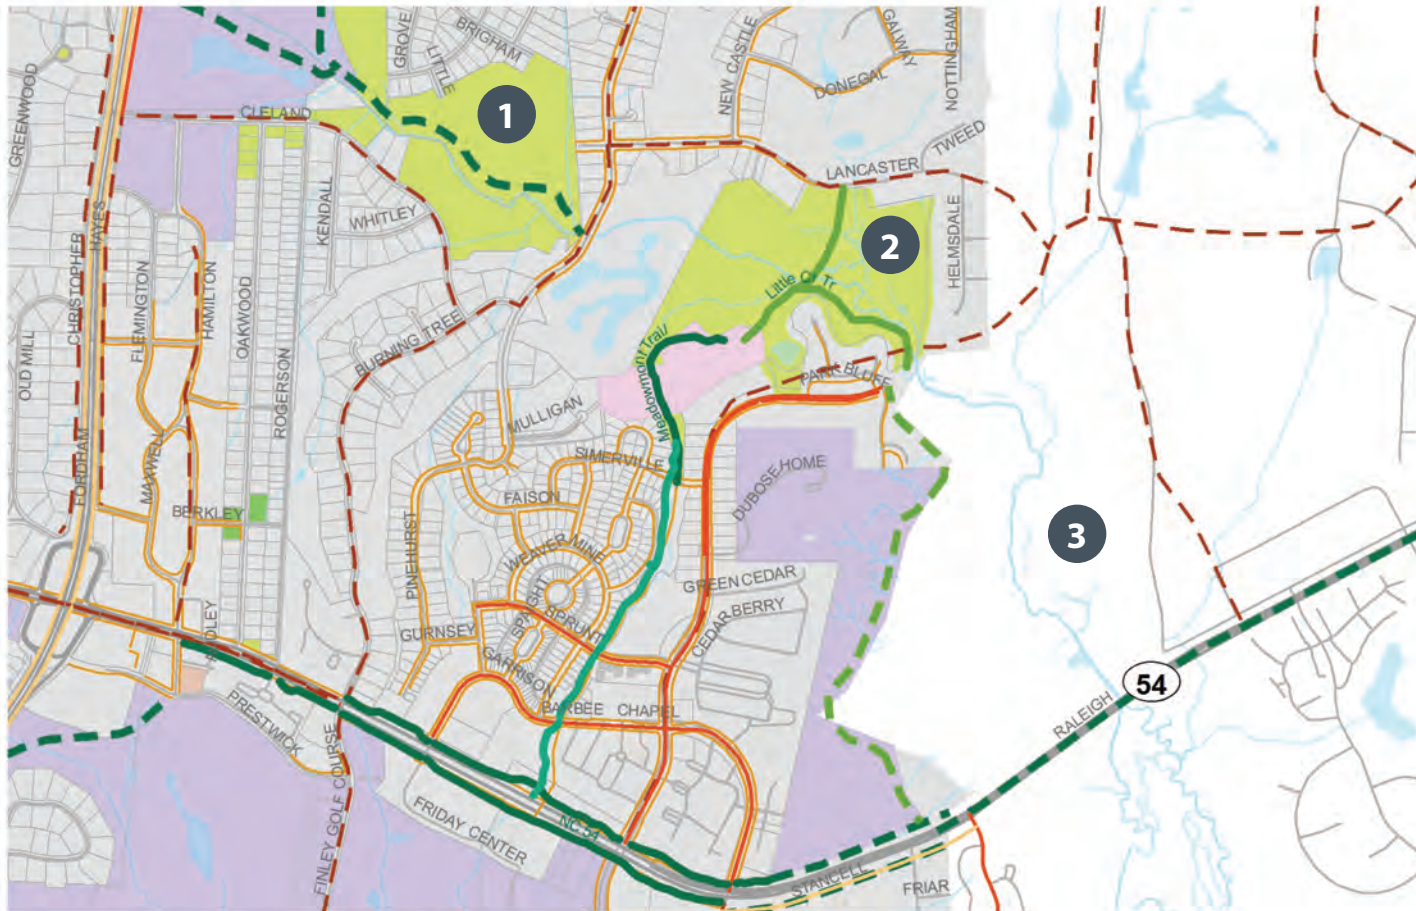 GREENWOOD
GROVE
LITTLE
BRIGHAM
NEW CASTLE
GALWAY
DONEGAL
NOTTINGHAM
1
CLELAND
TWEED
LANCASTER
KENDALL
WHITLEY
2
HELMSDALE
CHRISTOPHER
HAYES
FLEMINGTON
HAMILTON
OAKWOOD
Little Cr Tr
OLD MILL
BURNING TREE
ROGERSON
Meadowmont Trail/
PARK BLUFF
MULLIGAN
FORDHAM
MAXWELL
SIMERVILLE
DUBOSE HOME
FAISON
BERKLEY
3
PINEHURST
WEAVER MINE
GREEN CEDAR
SPAIGHT
SPRUNT
CEDAR BERRY
GURNSEY
GARRISON
54
RALEIGH
PRESTWICK
BARBEE CHAPEL
FINLEY GOLF COURSE
FRIDAY CENTER
NC 54
STANCELL
FRIAR